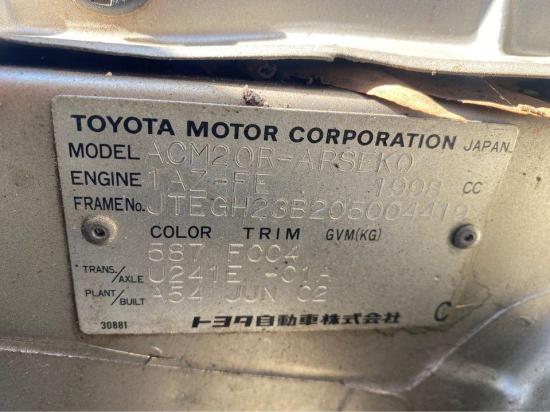 TOYOTA MOTOR CORPORATION JAPAN.
MODEL ACM20R-ARSEKQ
ENGINE 1AZ-FE 1998 CC
FRAME No. JTEGH23B205004419
COLOR TRIM GVM(KG)
587 FC04
TRANS./AXLE U241E -01A
PLANT/BUILT A54 JUN 02
30881 トヨタ自動車株式会社 C